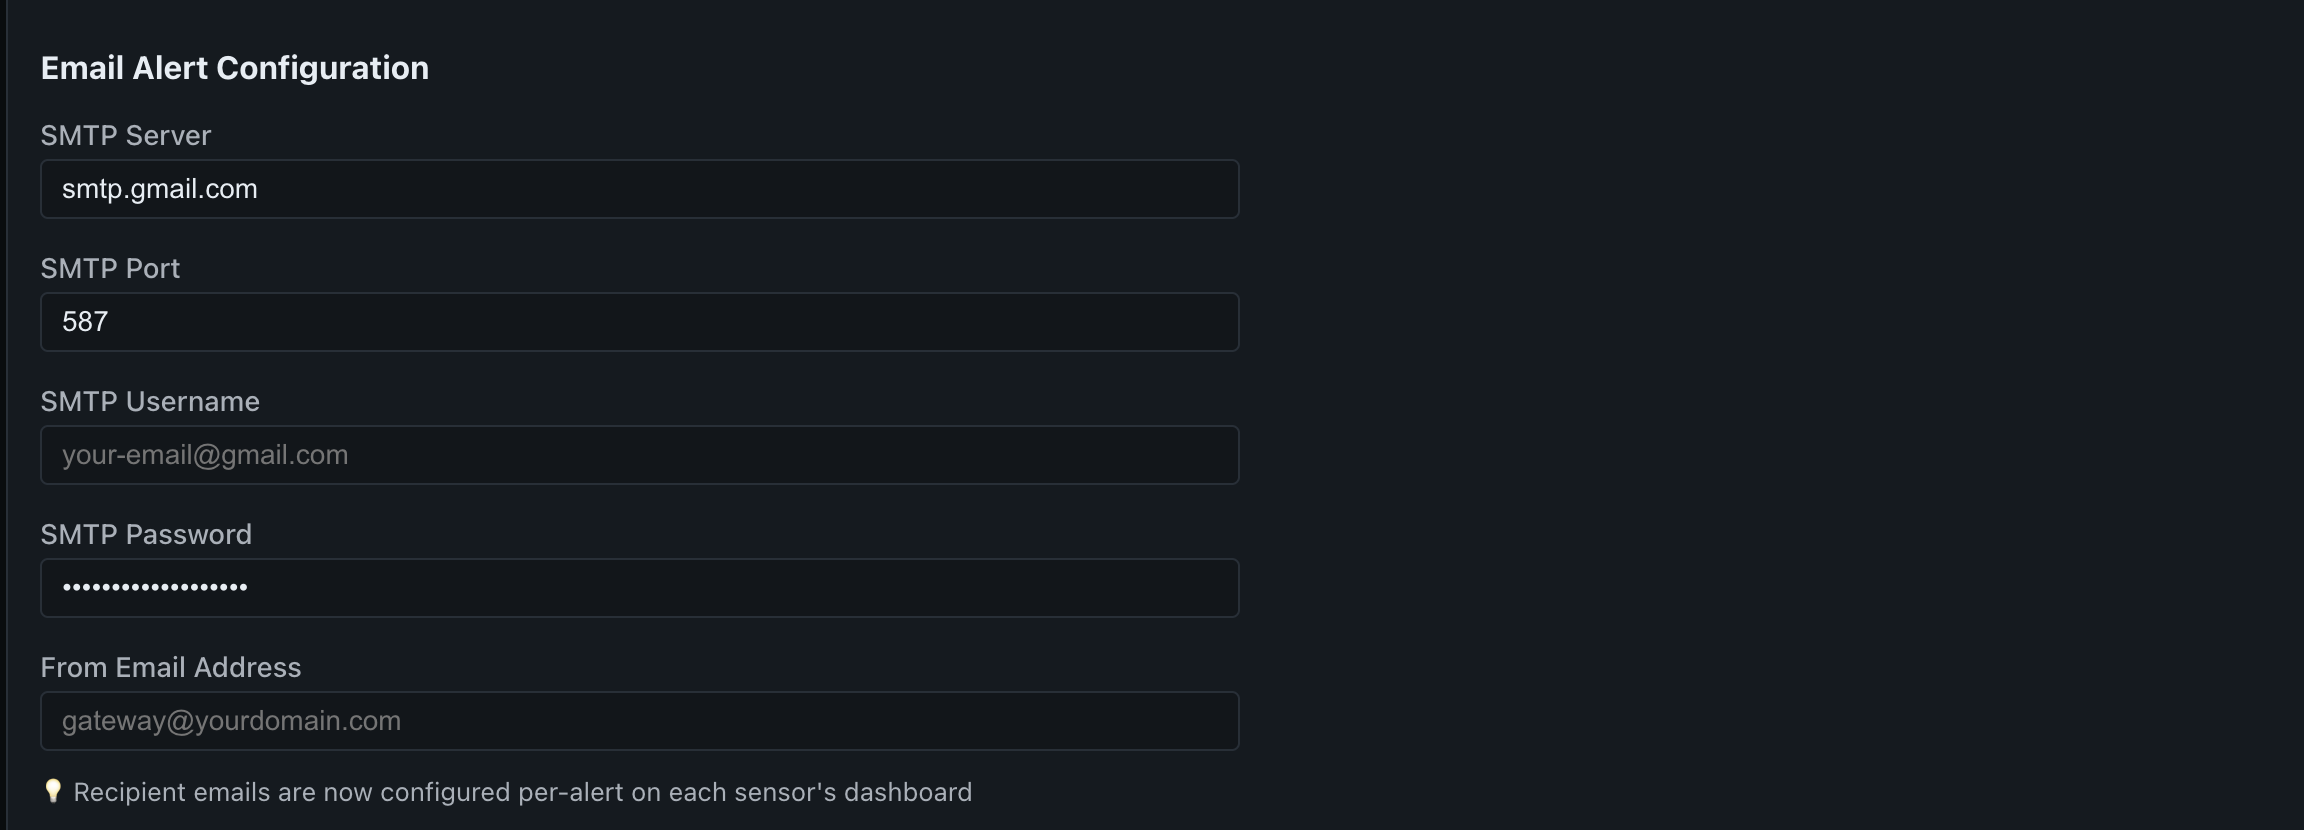 Email Alert Configuration
SMTP Server
smtp.gmail.com
SMTP Port
587
SMTP Username
your-email@gmail.com
SMTP Password
•••••••••••••••••••
From Email Address
gateway@yourdomain.com
💡 Recipient emails are now configured per-alert on each sensor's dashboard